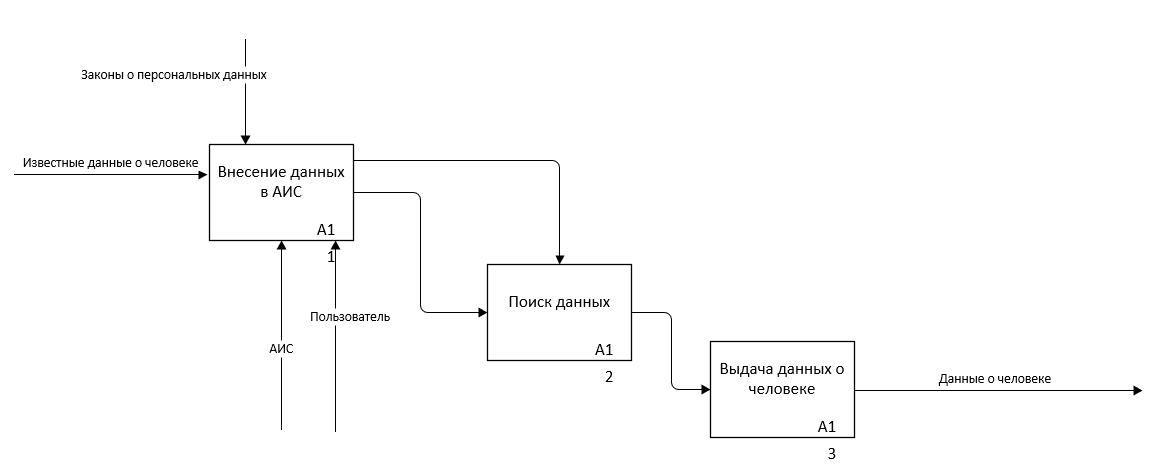 Законы о персональных данных
Известные данные о человеке
Внесение данных
в АИС
A1
1
Пользователь
АИС
Поиск данных
A1
2
Выдача данных о
человеке
A1
3
Данные о человеке